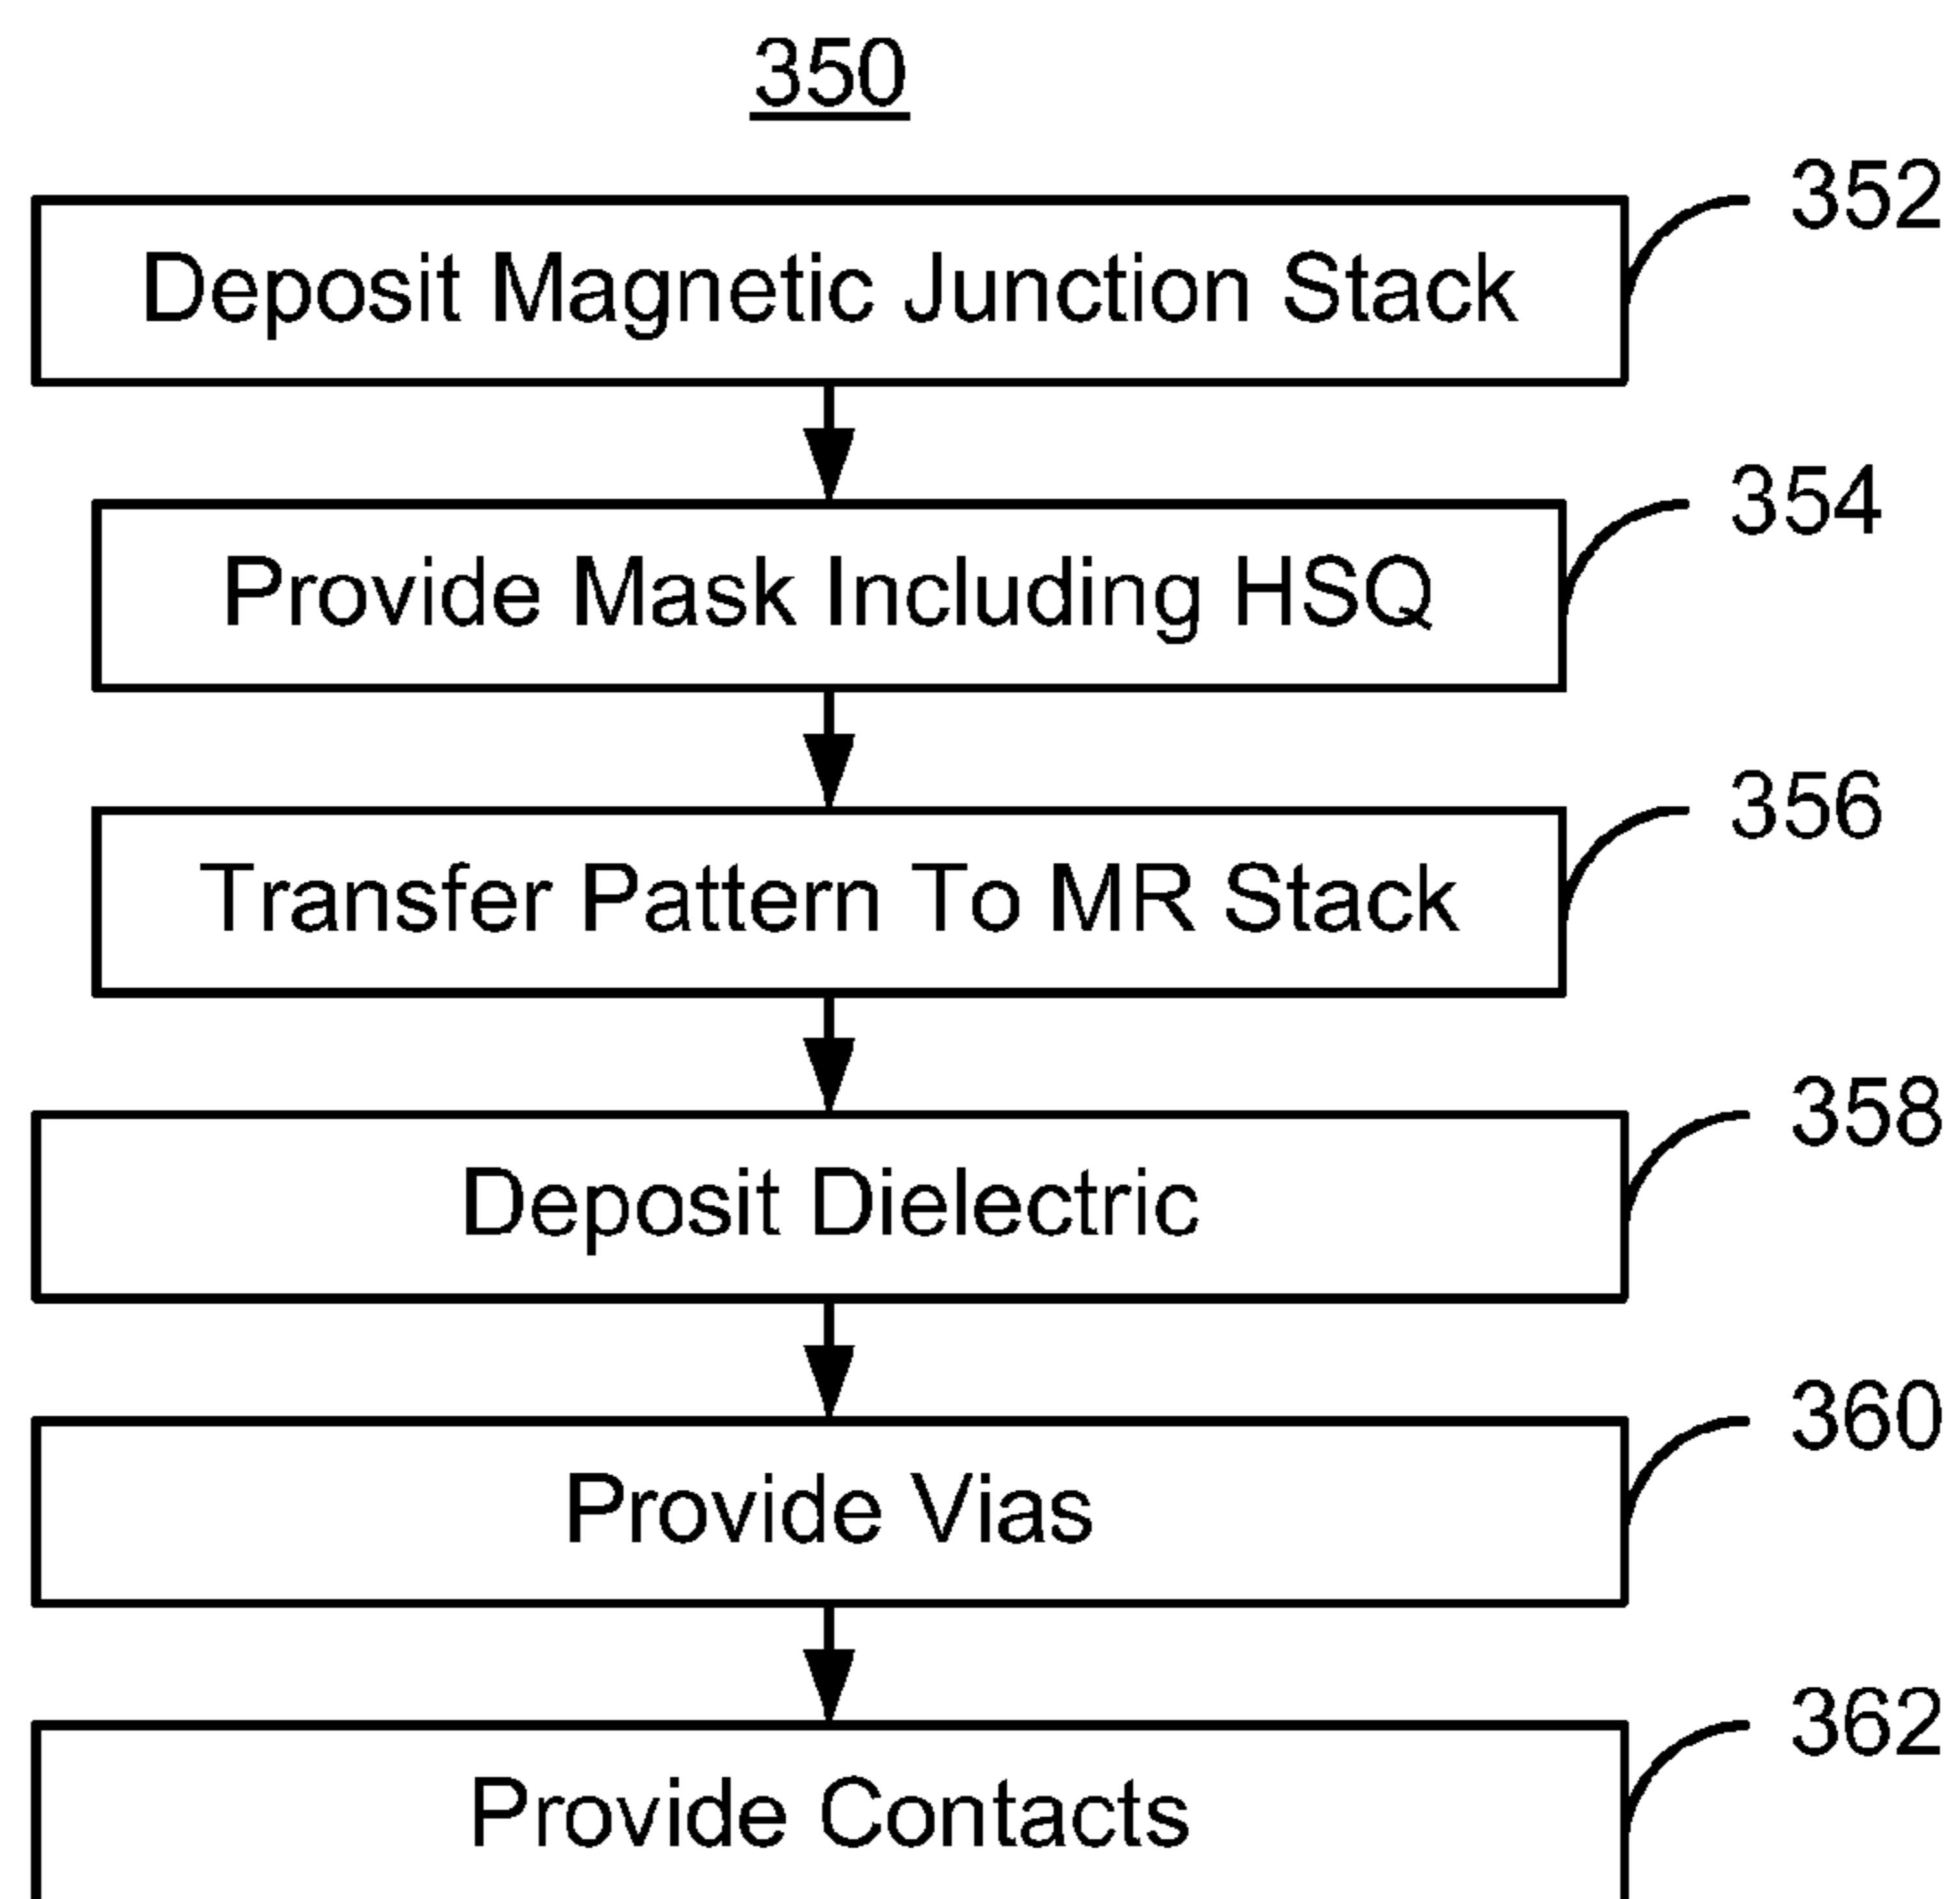 350
Deposit Magnetic Junction Stack
352
Provide Mask Including HSQ
354
Transfer Pattern To MR Stack
356
Deposit Dielectric
358
Provide Vias
360
Provide Contacts
362